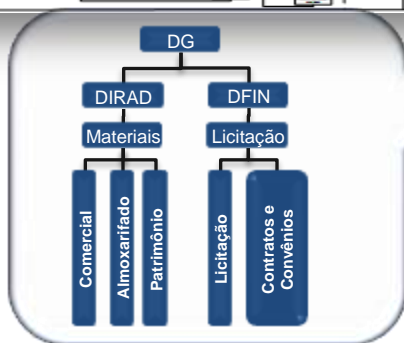 DG
DIRAD
DFIN
Materiais
Licitação
Comercial
Almoxarifado
Patrimônio
Licitação
Contratos e
Convênios